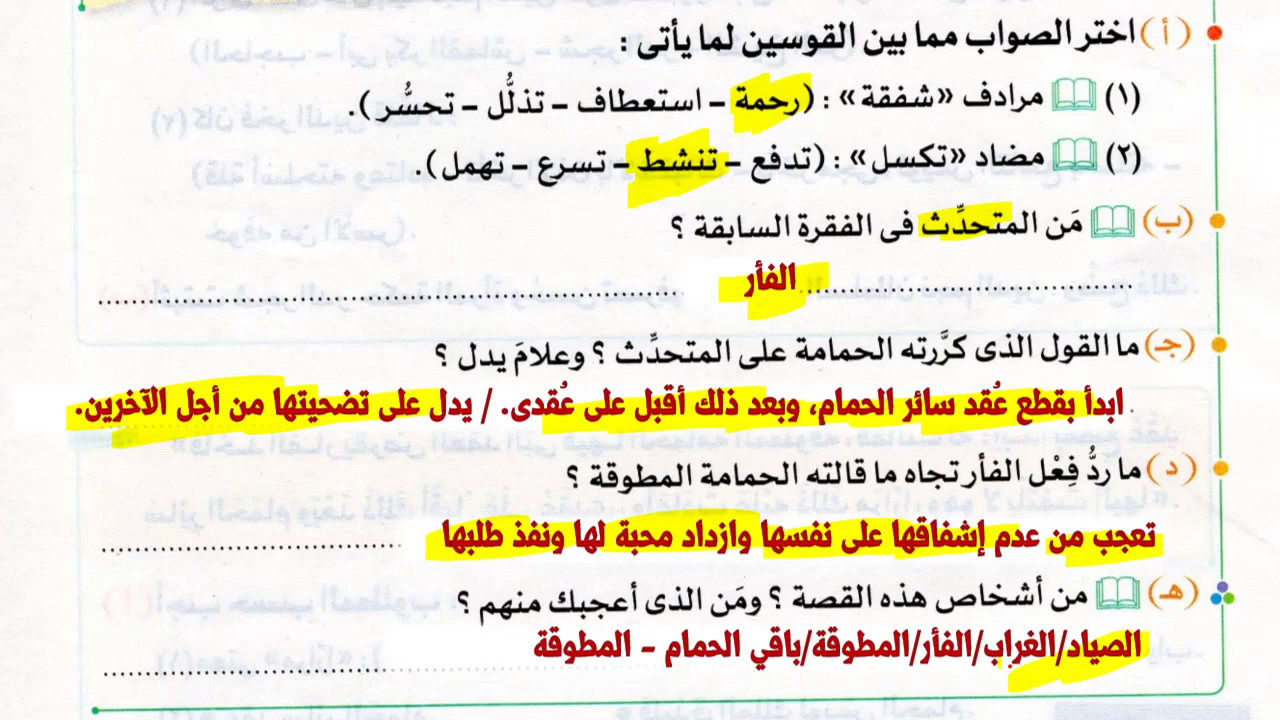 (أ) اختر الصواب مما بين القوسين لما يأتى :
(١) مرادف «شفقة» : (رحمة – استعطاف – تذلُّل – تحسُّر).
(٢) مضاد «تكسل» : (تدفع – تنشط – تسرع – تهمل).
(ب) مَن المتحدِّث فى الفقرة السابقة ؟
الفأر
(جـ) ما القول الذى كرَّرته الحمامة على المتحدِّث ؟ وعلامَ يدل ؟
ابدأ بقطع عُقد سائر الحمام، وبعد ذلك أقبل على عُقدى. / يدل على تضحيتها من أجل الآخرين.
(د) ما ردُّ فِعْل الفأر تجاه ما قالته الحمامة المطوقة ؟
تعجب من عدم إشفاقها على نفسها وازداد محبة لها ونفذ طلبها
(هـ) من أشخاص هذه القصة ؟ ومَن الذى أعجبك منهم ؟
الصياد/الغراب/الفأر/المطوقة/باقي الحمام – المطوقة